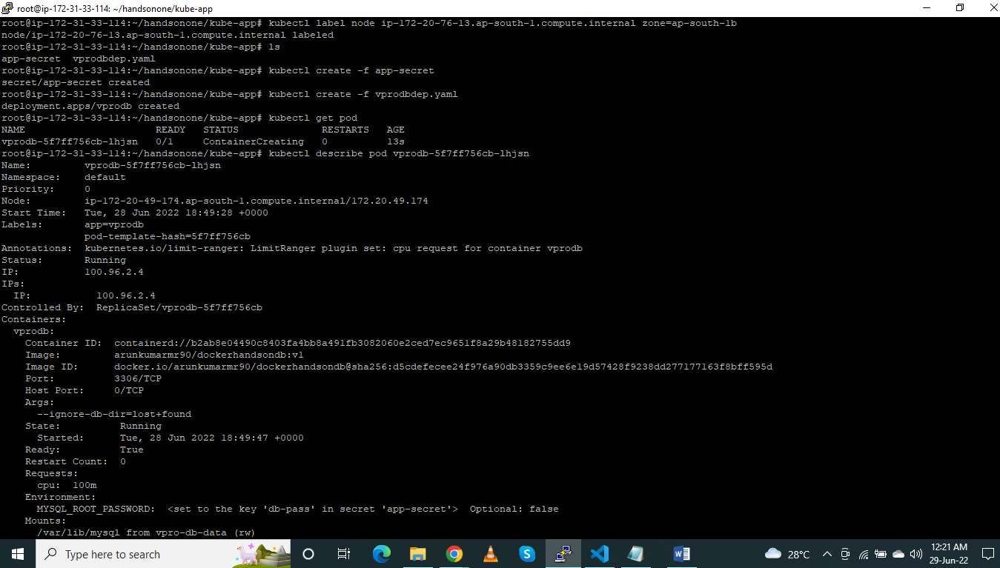 root@ip-172-31-33-114: ~/handsonone/kube-app
root@ip-172-31-33-114:~/handsonone/kube-app# kubectl label node ip-172-20-76-13.ap-south-1.compute.internal zone=ap-south-1b
node/ip-172-20-76-13.ap-south-1.compute.internal labeled
root@ip-172-31-33-114:~/handsonone/kube-app# ls
app-secret  vprodbdep.yaml
root@ip-172-31-33-114:~/handsonone/kube-app# kubectl create -f app-secret
secret/app-secret created
root@ip-172-31-33-114:~/handsonone/kube-app# kubectl create -f vprodbdep.yaml
deployment.apps/vprodb created
root@ip-172-31-33-114:~/handsonone/kube-app# kubectl get pod
NAME                      READY   STATUS              RESTARTS   AGE
vprodb-5f7ff756cb-lhjsn   0/1     ContainerCreating   0          13s
root@ip-172-31-33-114:~/handsonone/kube-app# kubectl describe pod vprodb-5f7ff756cb-lhjsn
Name:         vprodb-5f7ff756cb-lhjsn
Namespace:    default
Priority:     0
Node:         ip-172-20-49-174.ap-south-1.compute.internal/172.20.49.174
Start Time:   Tue, 28 Jun 2022 18:49:28 +0000
Labels:       app=vprodb
              pod-template-hash=5f7ff756cb
Annotations:  kubernetes.io/limit-ranger: LimitRanger plugin set: cpu request for container vprodb
Status:       Running
IP:           100.96.2.4
IPs:
  IP:           100.96.2.4
Controlled By:  ReplicaSet/vprodb-5f7ff756cb
Containers:
  vprodb:
    Container ID:  containerd://b2ab8e04490c8403fa4bb8a491fb3082060e2ced7ec9651f8a29b48182755dd9
    Image:         arunkumarmr90/dockerhandsondb:v1
    Image ID:      docker.io/arunkumarmr90/dockerhandsondb@sha256:d5cdefecee24f976a90db3359c9ee6e19d57428f9238dd277177163f8bff595d
    Port:          3306/TCP
    Host Port:     0/TCP
    Args:
      --ignore-db-dir=lost+found
    State:          Running
      Started:      Tue, 28 Jun 2022 18:49:47 +0000
    Ready:          True
    Restart Count:  0
    Requests:
      cpu:  100m
    Environment:
      MYSQL_ROOT_PASSWORD:  <set to the key 'db-pass' in secret 'app-secret'>  Optional: false
    Mounts:
      /var/lib/mysql from vpro-db-data (rw)
Type here to search
28°C
12:21 AM
29-Jun-22